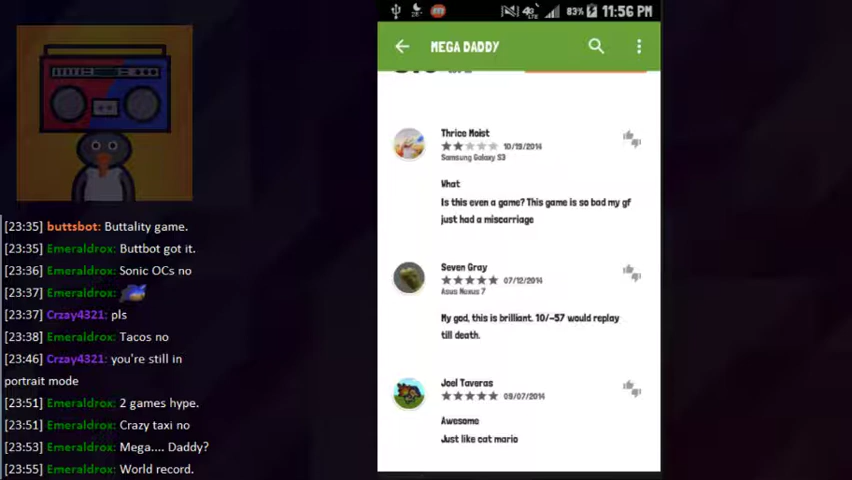 83% 11:56 PM
MEGA DADDY
Thrice Moist
10/19/2014
Samsung Galaxy S3
What
Is this even a game? This game is so bad my gf
just had a miscarriage
Seven Gray
07/12/2014
Asus Nexus 7
My god, this is brilliant. 10/-57 would replay
till death.
Joel Taveras
09/07/2014
Awesome
Just like cat mario
[23:35] buttsbot: Buttality game.
[23:35] Emeraldrox: Buttbot got it.
[23:36] Emeraldrox: Sonic OCs no
[23:37] Emeraldrox:
[23:37] Crzay4321: pls
[23:38] Emeraldrox: Tacos no
[23:46] Crzay4321: you're still in
portrait mode
[23:51] Emeraldrox: 2 games hype.
[23:51] Emeraldrox: Crazy taxi no
[23:53] Emeraldrox: Mega.... Daddy?
[23:55] Emeraldrox: World record.